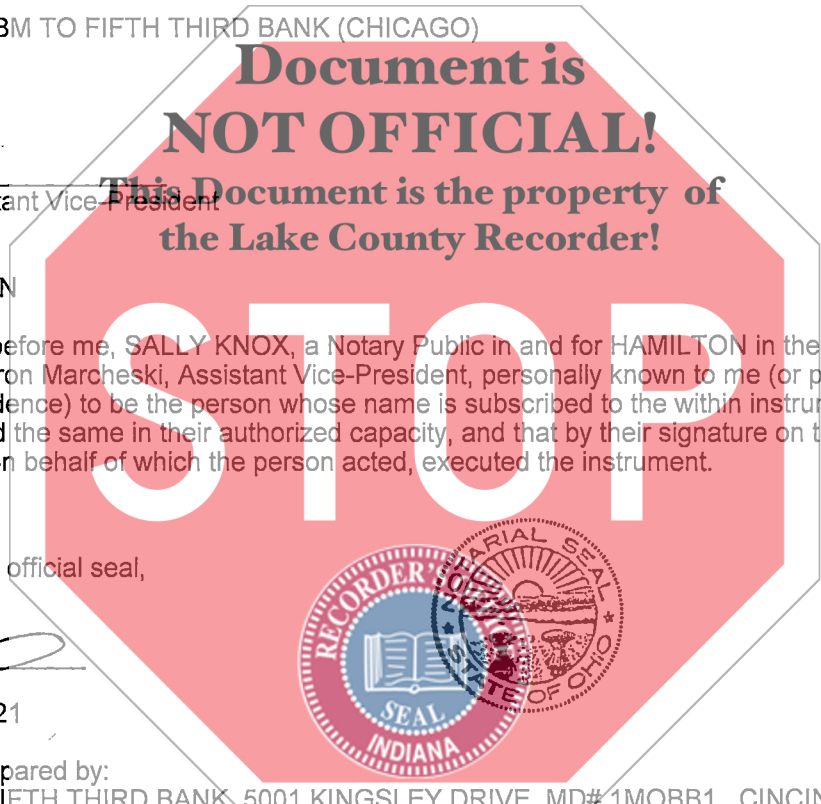 BM TO FIFTH THIRD BANK (CHICAGO)
Document is
NOT OFFICIAL!
This Document is the property of
tant Vice-President
the Lake County Recorder!
N
before me, SALLY KNOX, a Notary Public in and for HAMILTON in the
ron Marcheski, Assistant Vice-President, personally known to me (or p
dence) to be the person whose name is subscribed to the within instru
d the same in their authorized capacity, and that by their signature on t
n behalf of which the person acted, executed the instrument.
STOP
official seal,
RECORDER'S
SEAL
INDIANA
NOTARIAL SEAL
STATE OF OHIO
21
pared by:
FIFTH THIRD BANK, 5001 KINGSLEY DRIVE, MD# 1MOBB1, CINCIN